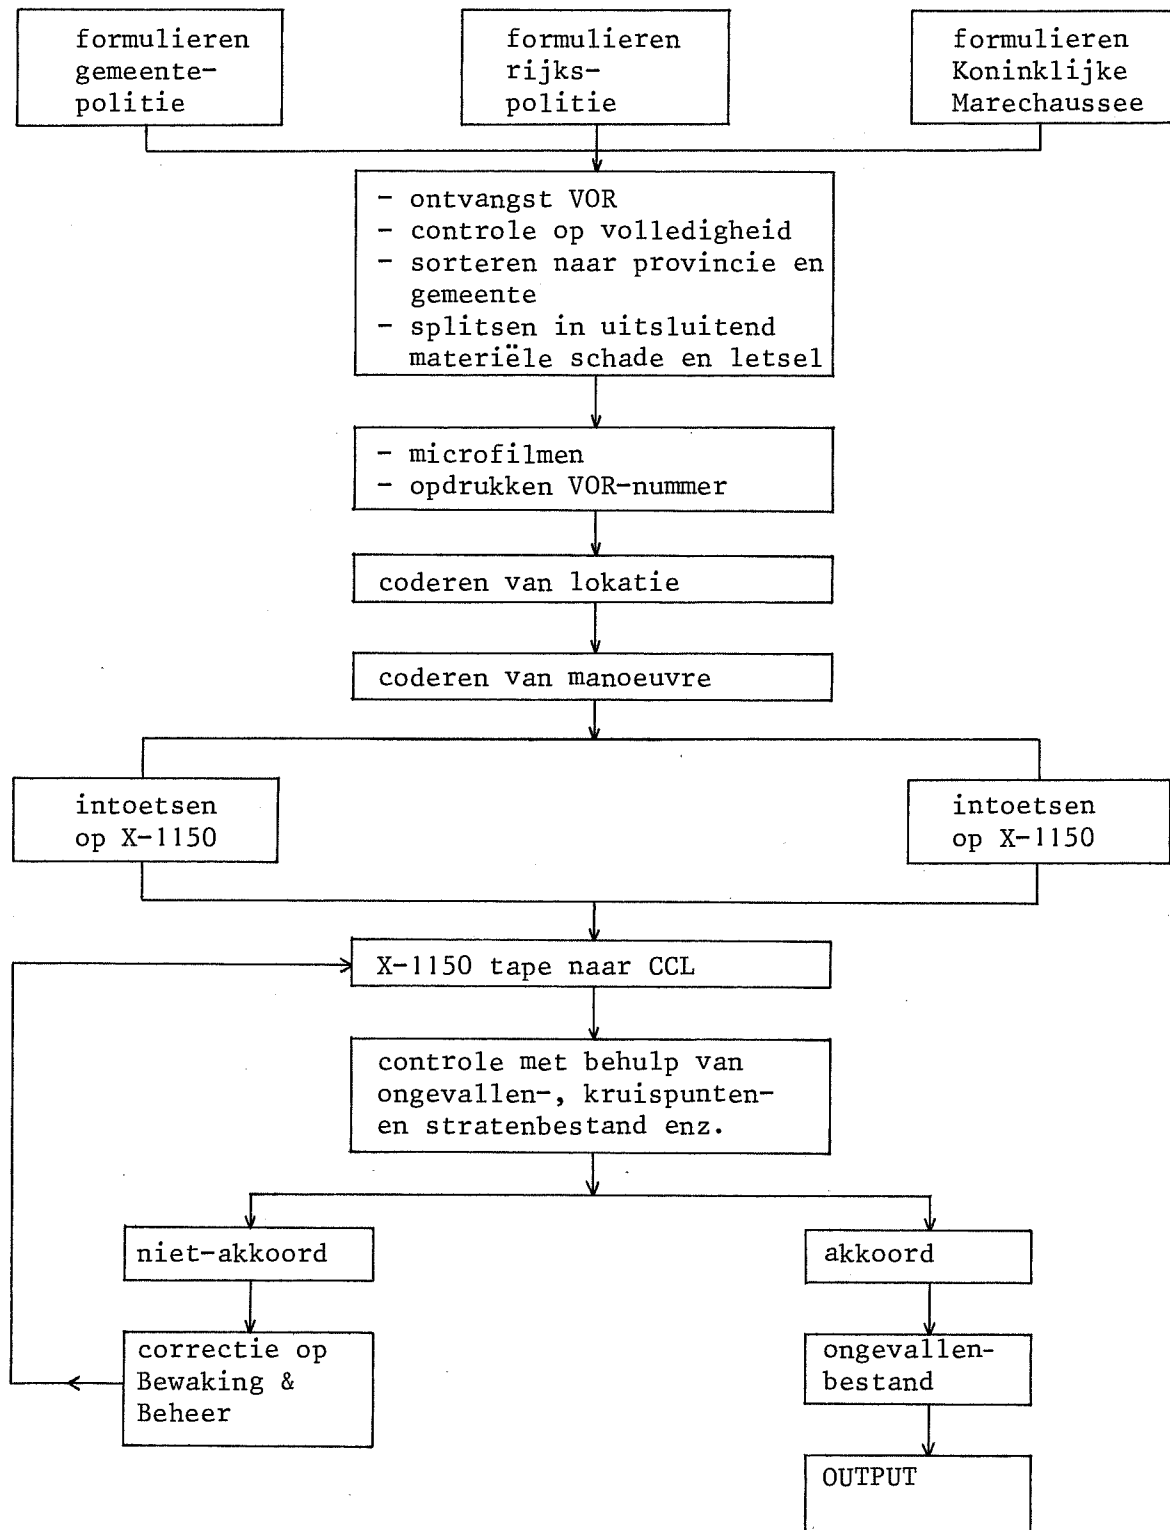 formulieren
gemeente-
politie
formulieren
rijks-
politie
formulieren
Koninklijke
Marechaussee
- ontvangst VOR
- controle op volledigheid
- sorteren naar provincie en
gemeente
- splitsen in uitsluitend
materiële schade en letsel
- microfilmen
- opdrukken VOR-nummer
coderen van lokatie
coderen van manoeuvre
intoetsen
op X-1150
intoetsen
op X-1150
X-1150 tape naar CCL
controle met behulp van
ongevallen-, kruispunten-
en stratenbestand enz.
niet-akkoord
akkoord
correctie op
Bewaking &
Beheer
ongevallen-
bestand
OUTPUT